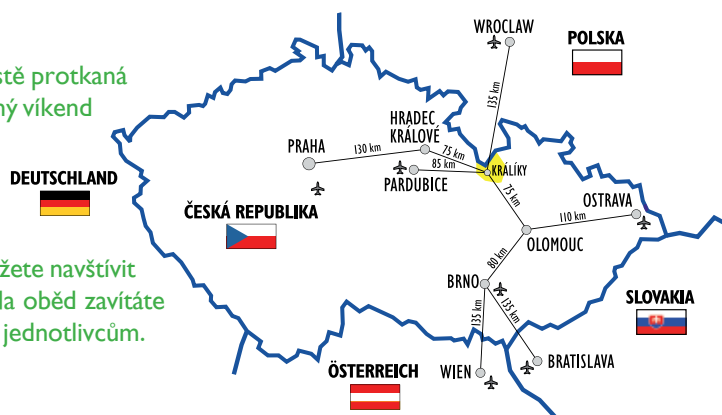 WROCLAW
POLSKA
stě protkaná
ný víkend
135 km
HRADEC
KRÁLOVÉ
PRAHA
130 km
75 km
85 km
KRÁLÍKY
PARDUBICE
DEUTSCHLAND
75 km
OSTRAVA
ČESKÁ REPUBLIKA
110 km
OLOMOUC
žete navštívit
80 km
la oběd zavítáte
BRNO
SLOVAKIA
jednotlivcům.
135 km
135 km
ÖSTERREICH
WIEN
BRATISLAVA